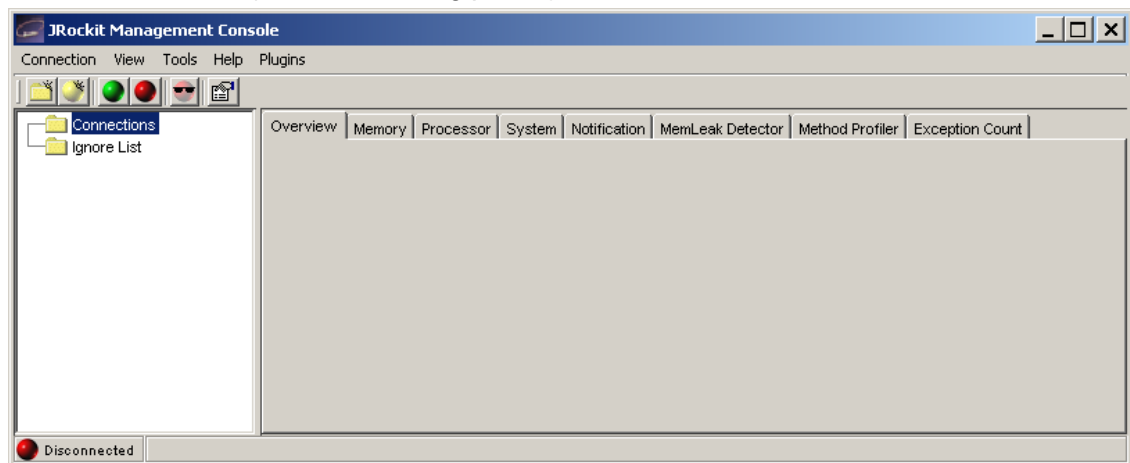 JRockit Management Console
Connection View Tools Help Plugins
Connections
Ignore List
Overview Memory Processor System Notification MemLeak Detector Method Profiler Exception Count
Disconnected